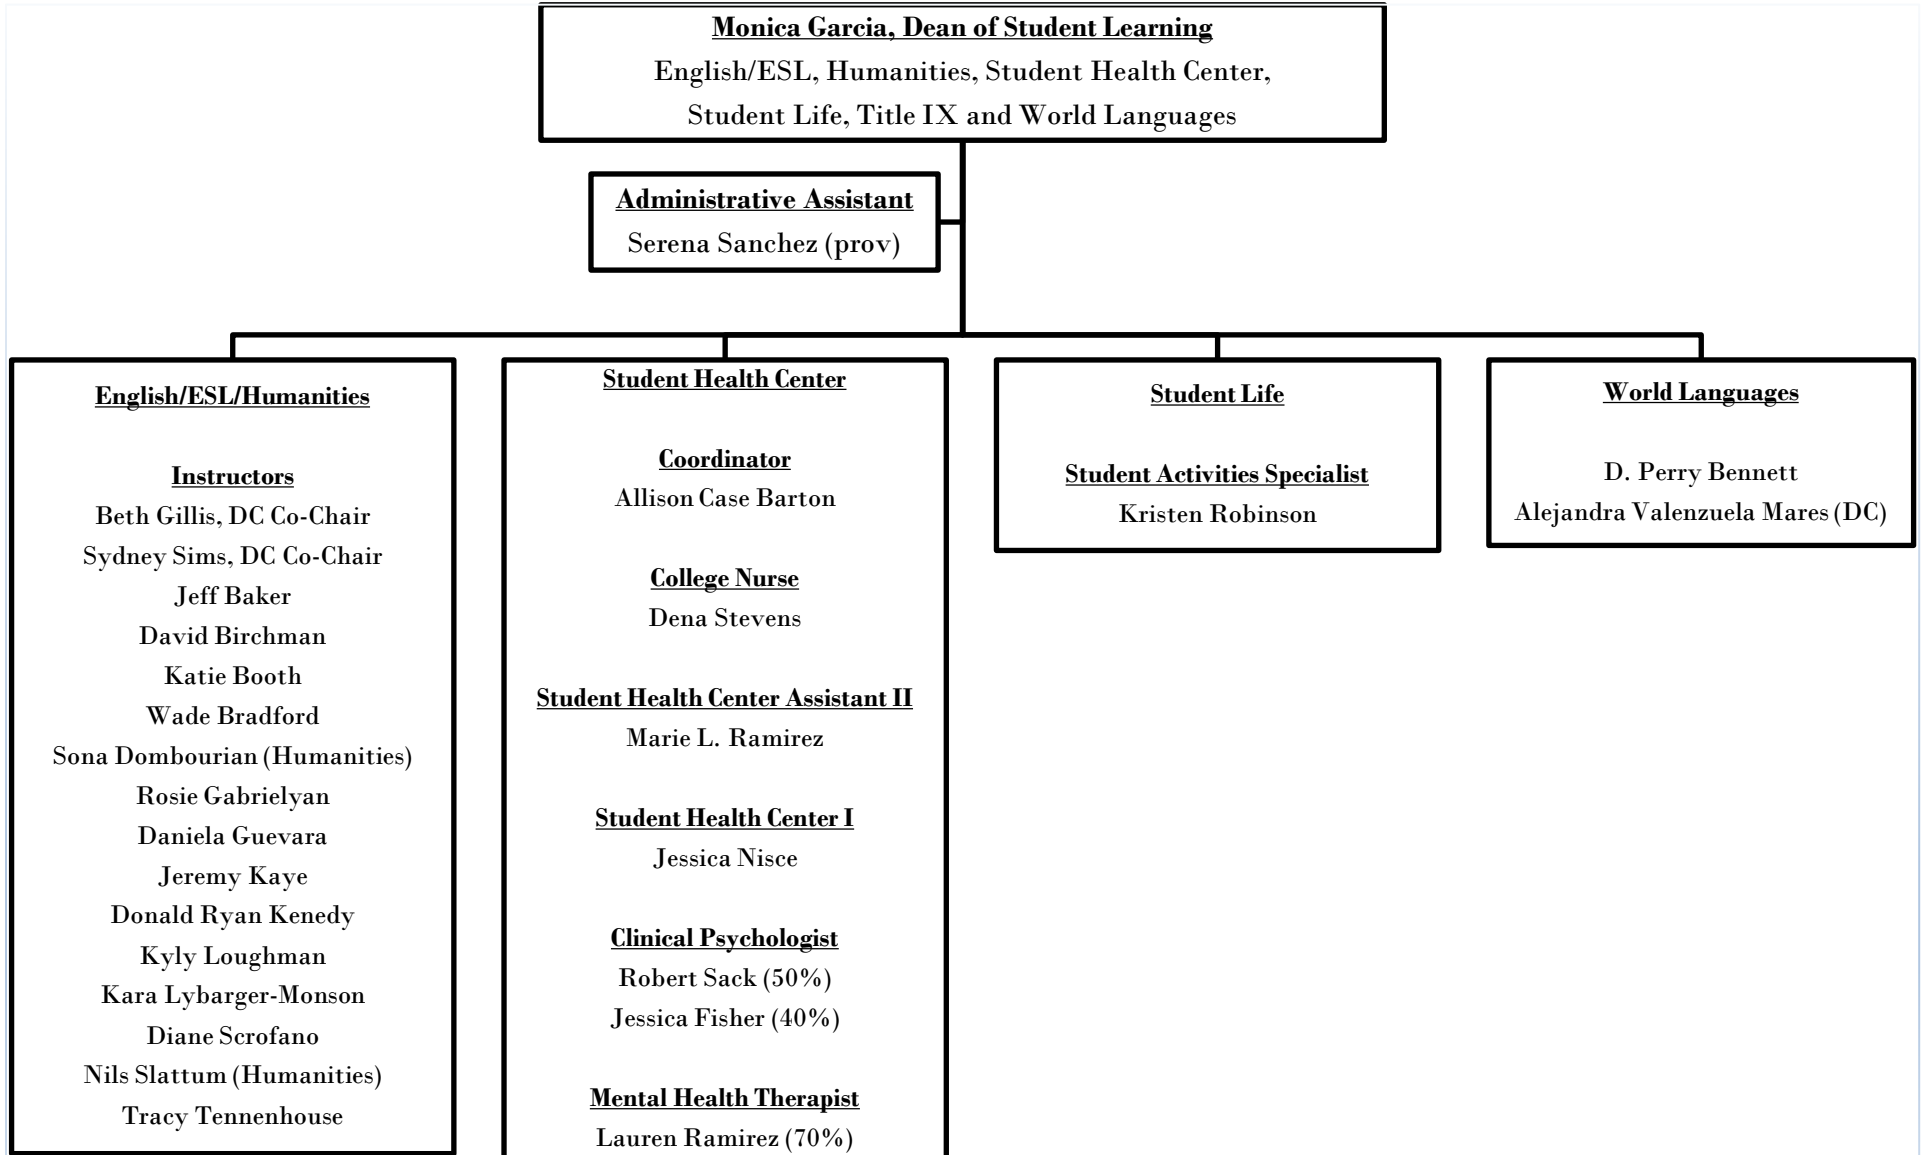 Monica Garcia, Dean of Student Learning
English/ESL, Humanities, Student Health Center,
Student Life, Title IX and World Languages
Administrative Assistant
Serena Sanchez (prov)
English/ESL/Humanities
Instructors
Beth Gillis, DC Co-Chair
Sydney Sims, DC Co-Chair
Jeff Baker
David Birchman
Katie Booth
Wade Bradford
Sona Dombourian (Humanities)
Rosie Gabrielyan
Daniela Guevara
Jeremy Kaye
Donald Ryan Kenedy
Kyly Loughman
Kara Lybarger-Monson
Diane Scrofano
Nils Slattum (Humanities)
Tracy Tennenhouse
Student Health Center
Coordinator
Allison Case Barton
College Nurse
Dena Stevens
Student Health Center Assistant II
Marie L. Ramirez
Student Health Center I
Jessica Nisce
Clinical Psychologist
Robert Sack (50%)
Jessica Fisher (40%)
Mental Health Therapist
Lauren Ramirez (70%)
Student Life
Student Activities Specialist
Kristen Robinson
World Languages
D. Perry Bennett
Alejandra Valenzuela Mares (DC)